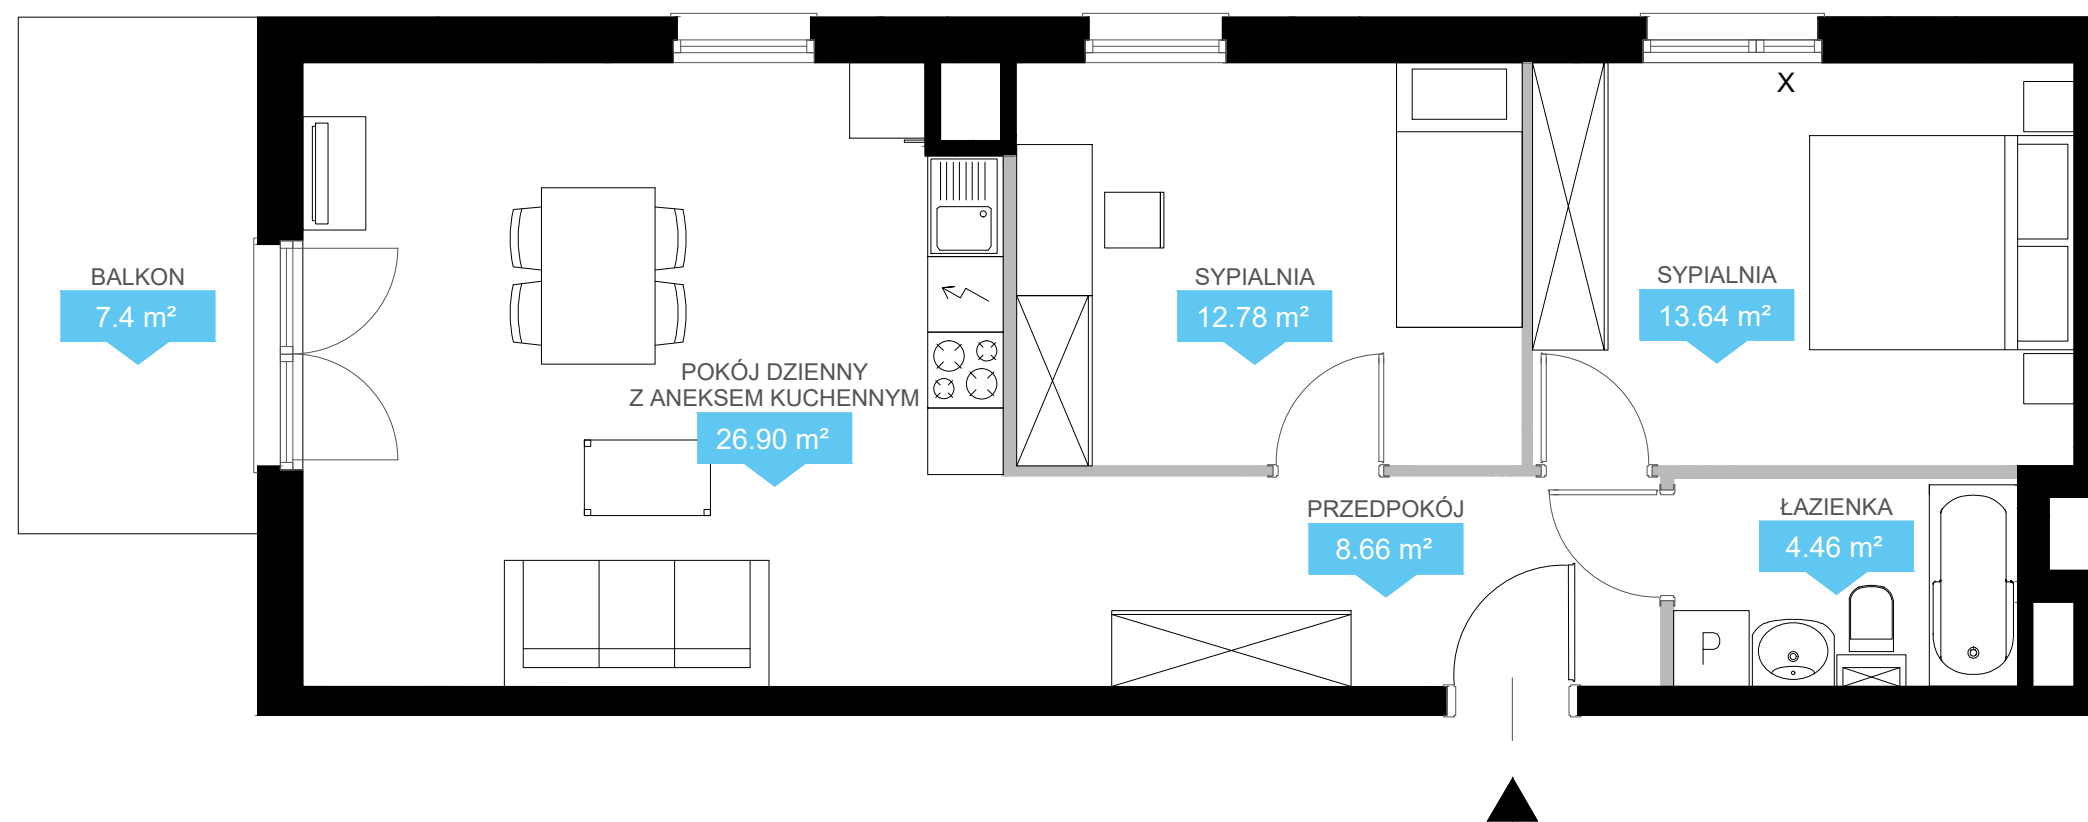 X
BALKON
7.4 m²
SYPIALNIA
12.78 m²
SYPIALNIA
13.64 m²
POKÓJ DZIENNY
Z ANEKSEM KUCHENNYM
26.90 m²
PRZEDPOKÓJ
8.66 m²
ŁAZIENKA
4.46 m²
P